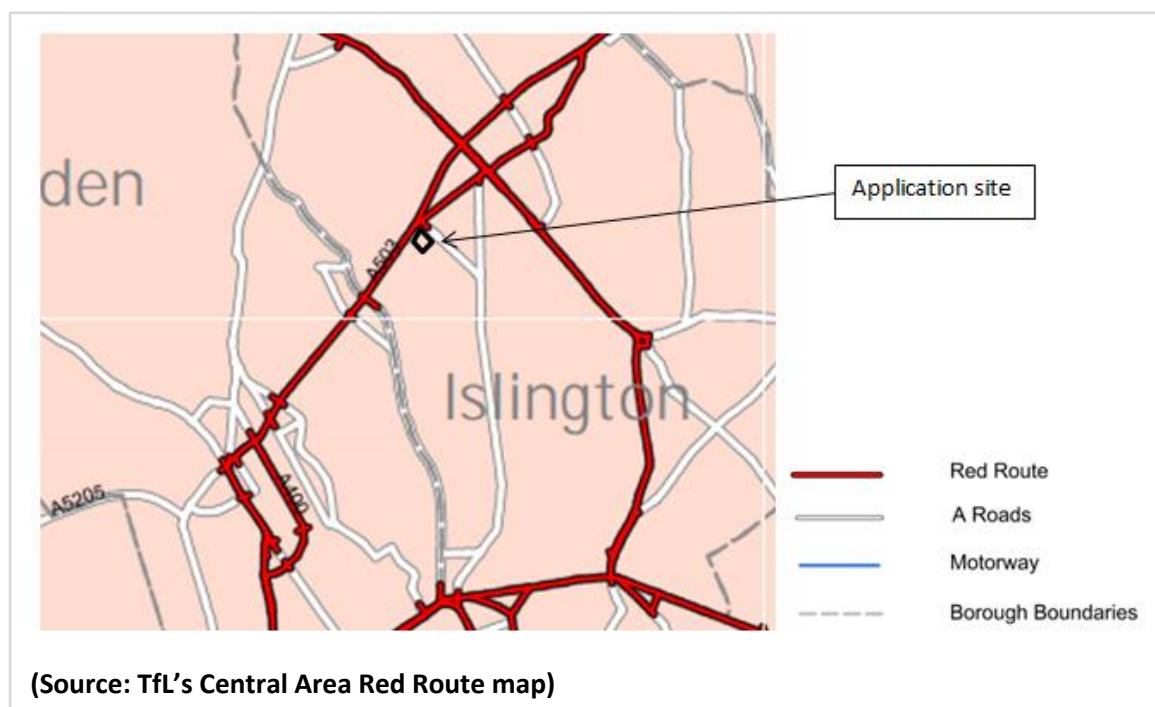 den
Application site
A503
Islington
A5205
A400
Red Route
A Roads
Motorway
Borough Boundaries
(Source: TfL's Central Area Red Route map)